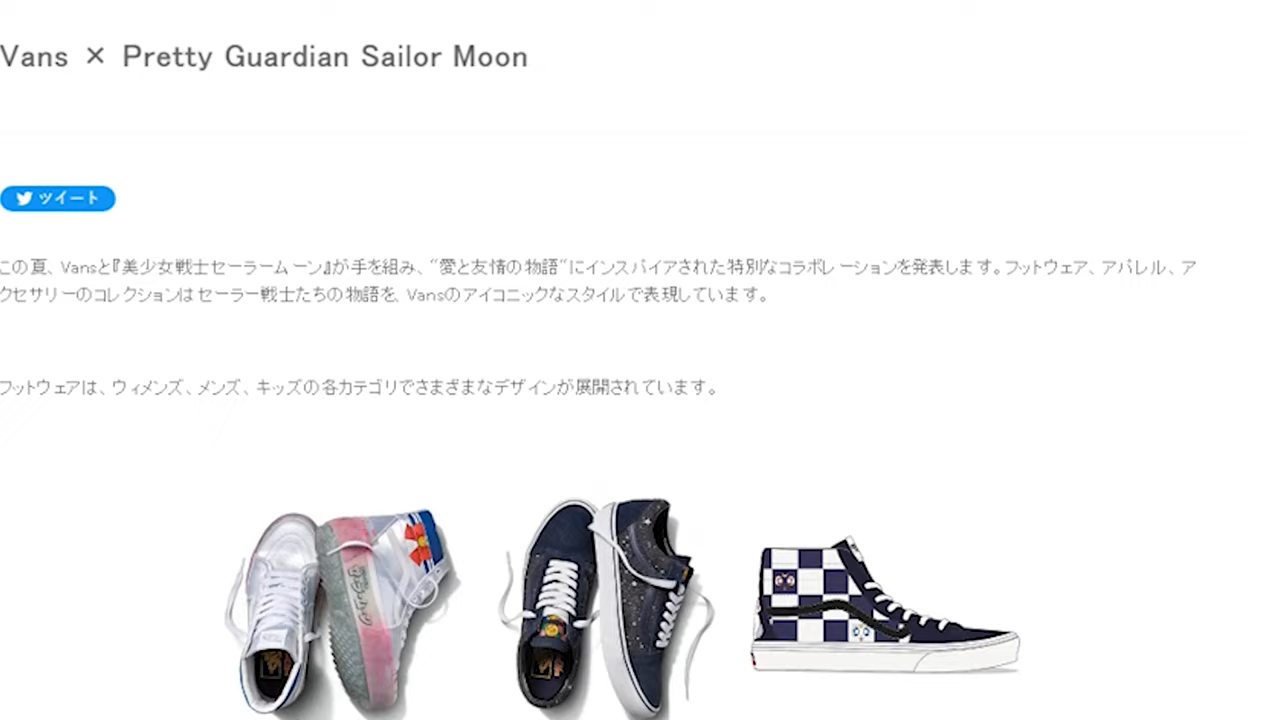 Vans × Pretty Guardian Sailor Moon
ツイート
この夏、Vansと『美少女戦士セーラームーン』が手を組み、“愛と友情の物語”にインスパイアされた特別なコラボレーションを発表します。フットウェア、アパレル、ア
クセサリーのコレクションはセーラー戦士たちの物語を、Vansのアイコニックなスタイルで表現しています。
フットウェアは、ウィメンズ、メンズ、キッズの各カテゴリでさまざまなデザインが展開されています。